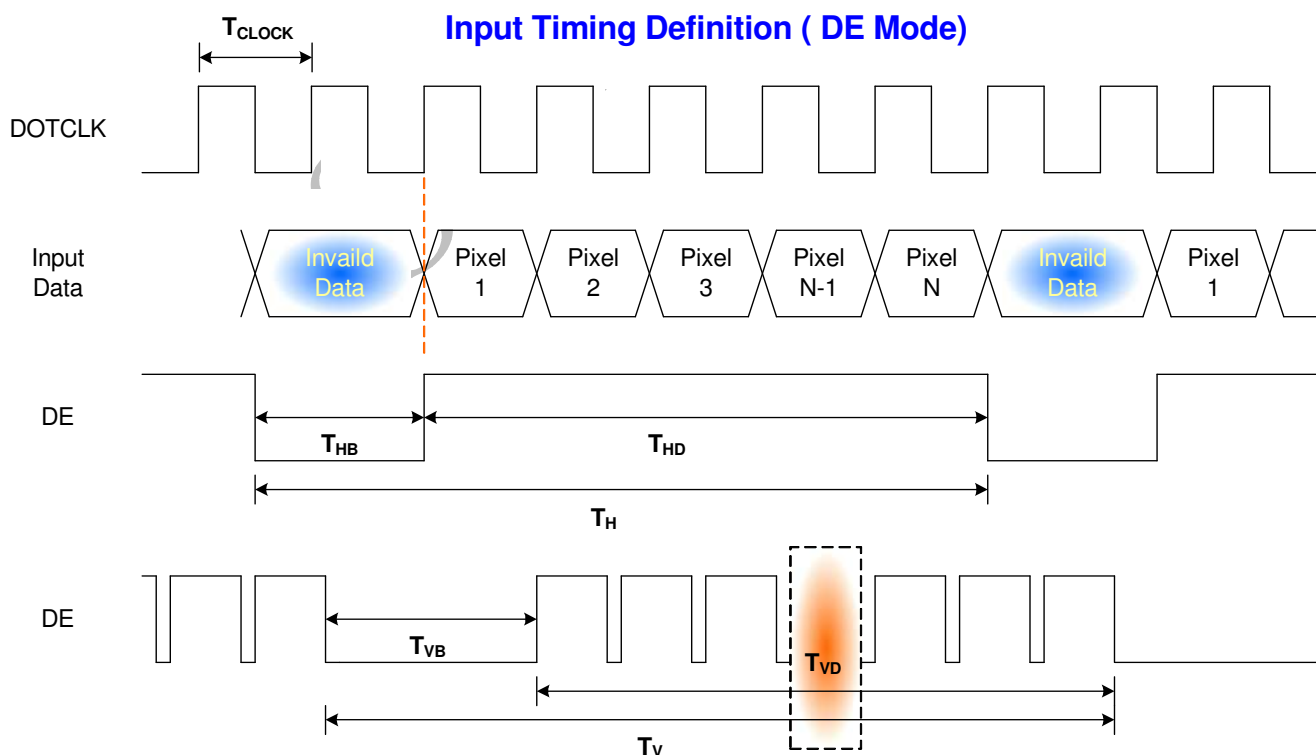 Input Timing Definition ( DE Mode)
TCLOCK
DOTCLK
Input
Data
Invaild
Data
Pixel
1
Pixel
2
Pixel
3
Pixel
N-1
Pixel
N
Invaild
Data
Pixel
1
DE
THB
THD
TH
DE
TVB
TVD
TV